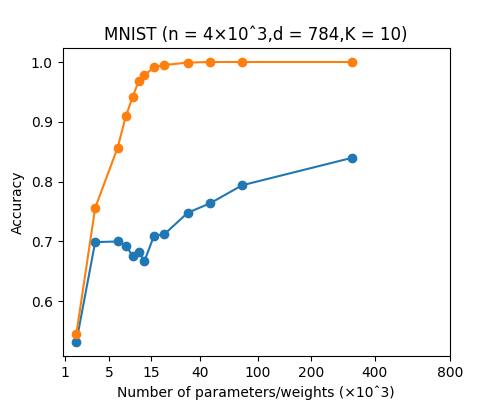 MNIST (n = 4×10ˆ3,d = 784,K = 10)
1.0
0.9
0.8
0.7
0.6
Accuracy
1 5 15 40 100 200 400 800
Number of parameters/weights (×10ˆ3)